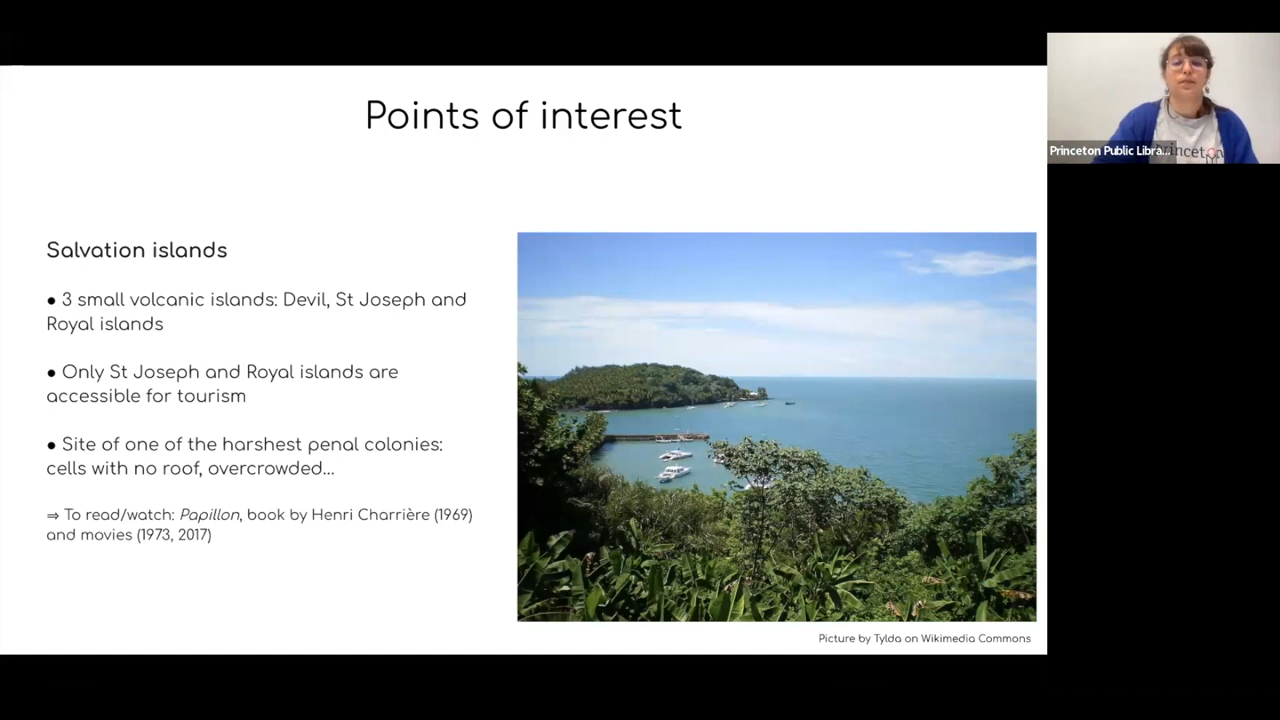 Points of interest
Salvation islands
● 3 small volcanic islands: Devil, St Joseph and
Royal islands
● Only St Joseph and Royal islands are
accessible for tourism
● Site of one of the harshest penal colonies:
cells with no roof, overcrowded...
⇒ To read/watch: Papillon, book by Henri Charrière (1969)
and movies (1973, 2017)
Picture by Tylda on Wikimedia Commons
Princeton Public Libra...